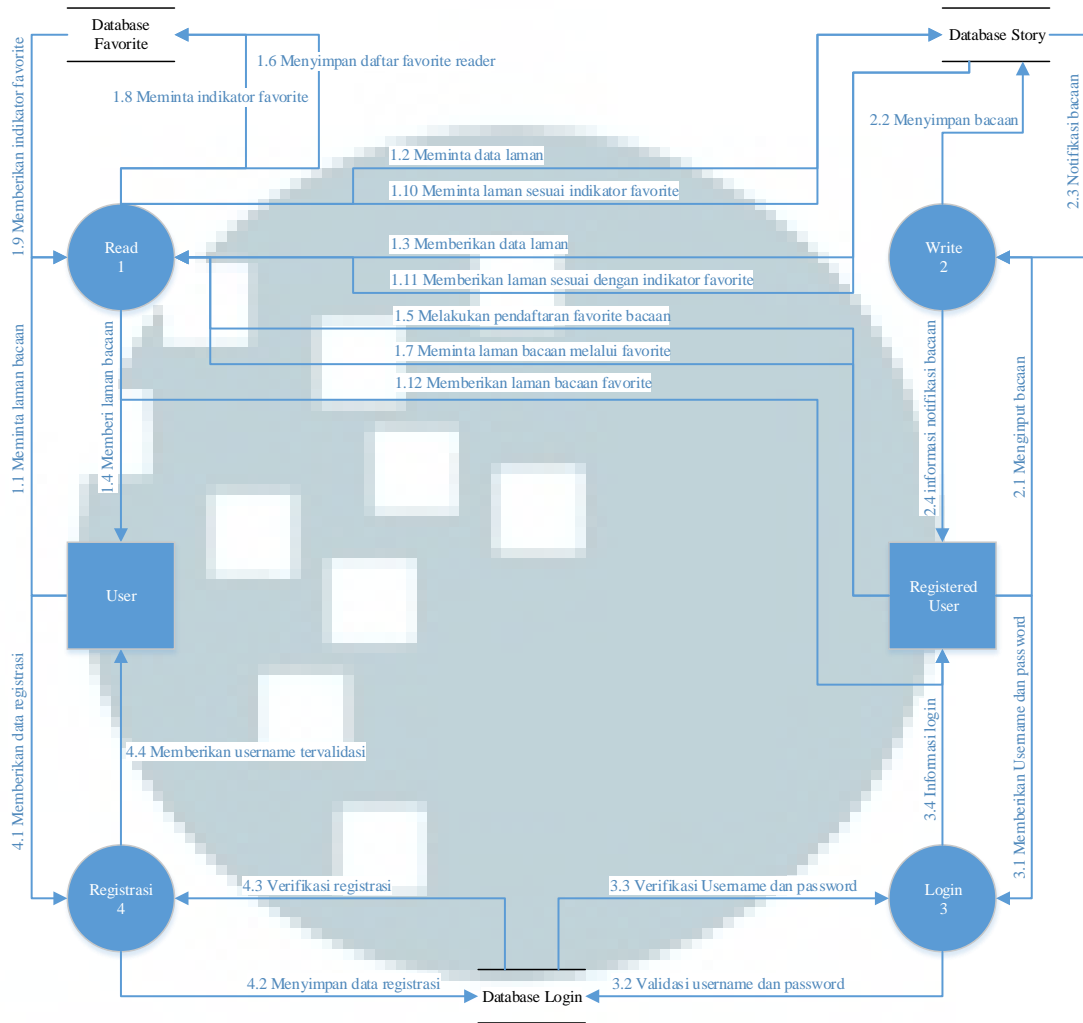 Database
Favorite
Database Story
1.6 Menyimpan daftar favorite reader
1.8 Meminta indikator favorite
2.2 Menyimpan bacaan
1.9 Memberikan indikator favorite
2.3 Notifikasi bacaan
1.2 Meminta data laman
1.10 Meminta laman sesuai indikator favorite
Read
1
1.3 Memberikan data laman
Write
2
1.11 Memberikan laman sesuai dengan indikator favorite
1.5 Melakukan pendaftaran favorite bacaan
1.7 Meminta laman bacaan melalui favorite
1.12 Memberikan laman bacaan favorite
1.1 Meminta laman bacaan
1.4 Memberi laman bacaan
2.4 informasi notifikasi bacaan
2.1 Menginput bacaan
User
Registered
User
4.1 Memberikan data registrasi
4.4 Memberikan username tervalidasi
3.4 Informasi login
3.1 Memberikan Username dan password
Registrasi
4
4.3 Verifikasi registrasi
3.3 Verifikasi Username dan password
Login
3
4.2 Menyimpan data registrasi
Database Login
3.2 Validasi username dan password